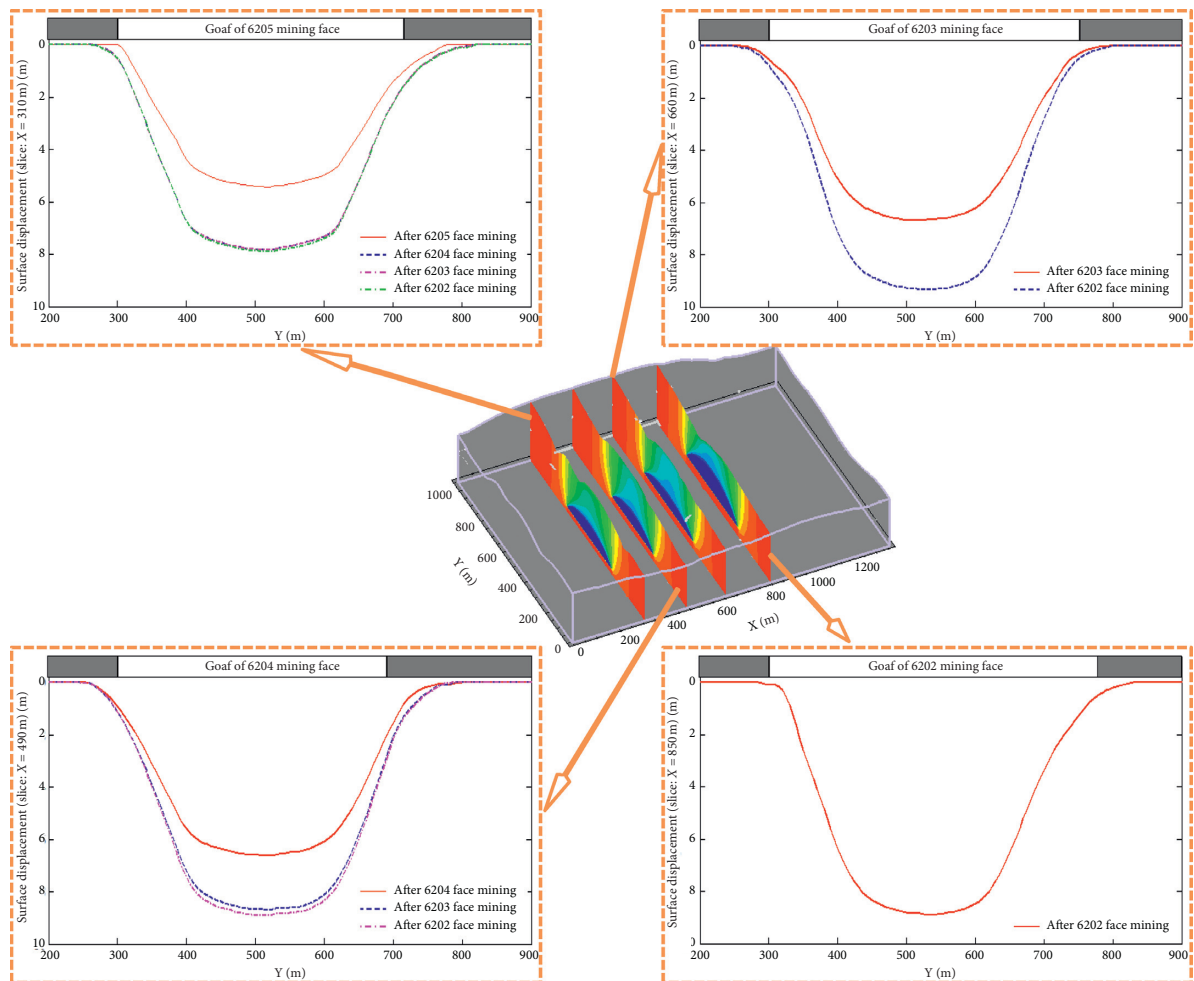 Goaf of 6205 mining face
0
2
4
6
8
10
Surface displacement (slice: X = 310 m) (m)
After 6205 face mining
After 6204 face mining
After 6203 face mining
After 6202 face mining
200 300 400 500 600 700 800 900
Y (m)
Goaf of 6203 mining face
0
2
4
6
8
10
Surface displacement (slice: X = 660 m) (m)
After 6203 face mining
After 6202 face mining
200 300 400 500 600 700 800 900
Y (m)
1000
800
600
400
200
0
Y (m)
0
200
400
600
800
1000
1200
X (m)
Goaf of 6204 mining face
0
2
4
6
8
10
Surface displacement (slice: X = 490 m) (m)
After 6204 face mining
After 6203 face mining
After 6202 face mining
200 300 400 500 600 700 800 900
Y (m)
Goaf of 6202 mining face
0
2
4
6
8
0
Surface displacement (slice: X = 850 m) (m)
After 6202 face mining
200 300 400 500 600 700 800 900
Y (m)